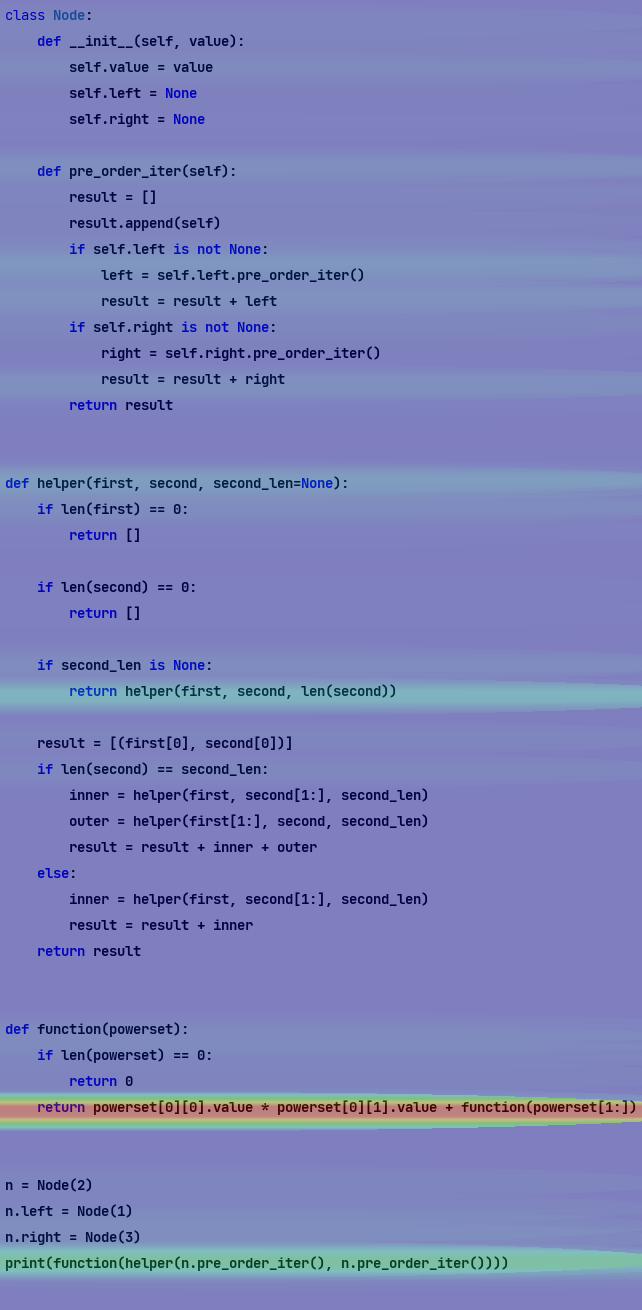 class Node:
    def __init__(self, value):
        self.value = value
        self.left = None
        self.right = None

    def pre_order_iter(self):
        result = []
        result.append(self)
        if self.left is not None:
            left = self.left.pre_order_iter()
            result = result + left
        if self.right is not None:
            right = self.right.pre_order_iter()
            result = result + right
        return result


def helper(first, second, second_len=None):
    if len(first) == 0:
        return []

    if len(second) == 0:
        return []

    if second_len is None:
        return helper(first, second, len(second))

    result = [(first[0], second[0])]
    if len(second) == second_len:
        inner = helper(first, second[1:], second_len)
        outer = helper(first[1:], second, second_len)
        result = result + inner + outer
    else:
        inner = helper(first, second[1:], second_len)
        result = result + inner
    return result


def function(powerset):
    if len(powerset) == 0:
        return 0
    return powerset[0][0].value * powerset[0][1].value + function(powerset[1:])


n = Node(2)
n.left = Node(1)
n.right = Node(3)
print(function(helper(n.pre_order_iter(), n.pre_order_iter())))